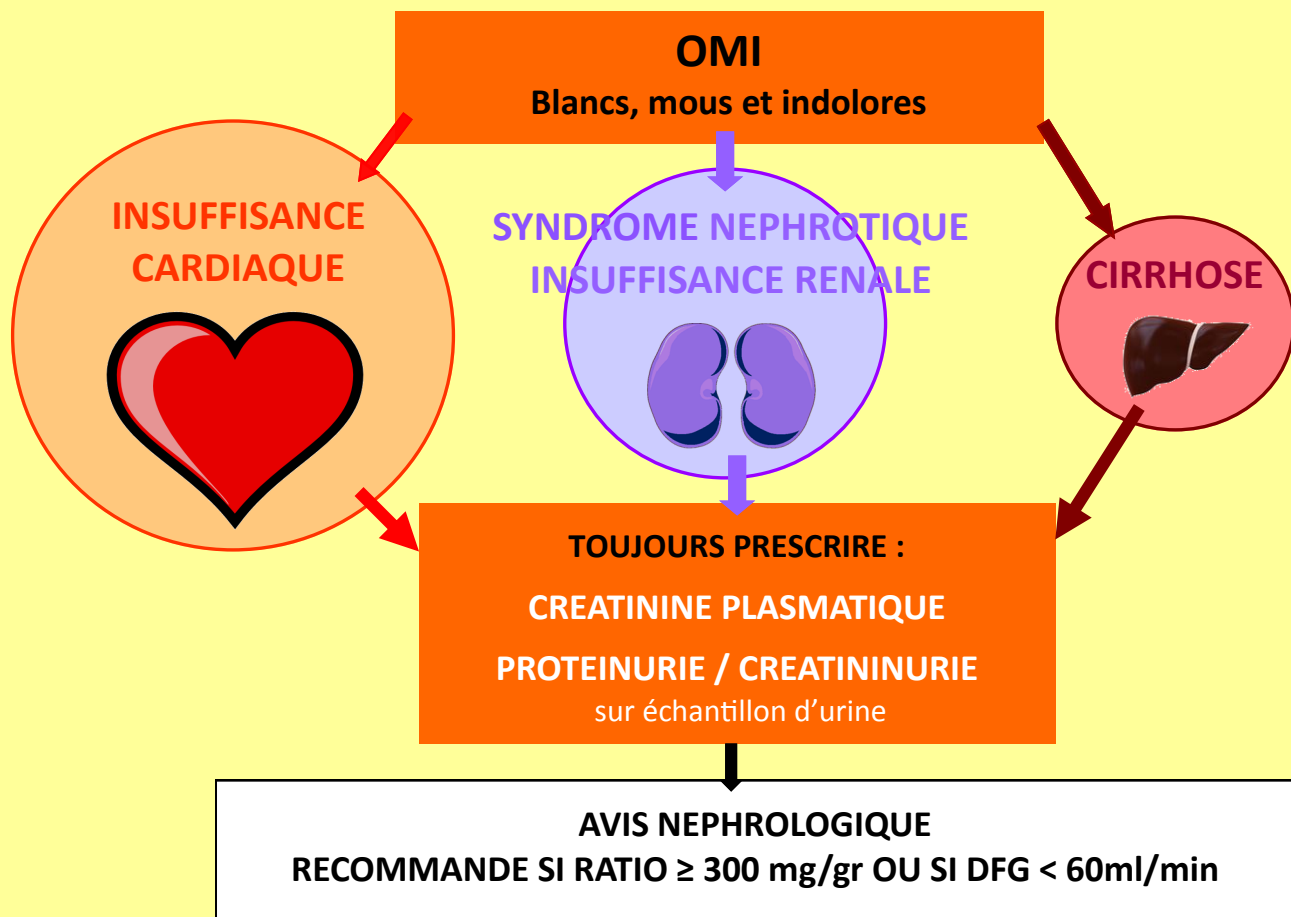 OMI
Blancs, mous et indolores
INSUFFISANCE
CARDIAQUE
SYNDROME NEPHROTIQUE
INSUFFISANCE RENALE
CIRRHOSE
TOUJOURS PRESCRIRE :
CREATININE PLASMATIQUE
PROTEINURIE / CREATININURIE
sur échantillon d’urine
AVIS NEPHROLOGIQUE
RECOMMANDE SI RATIO ≥ 300 mg/gr OU SI DFG < 60ml/min